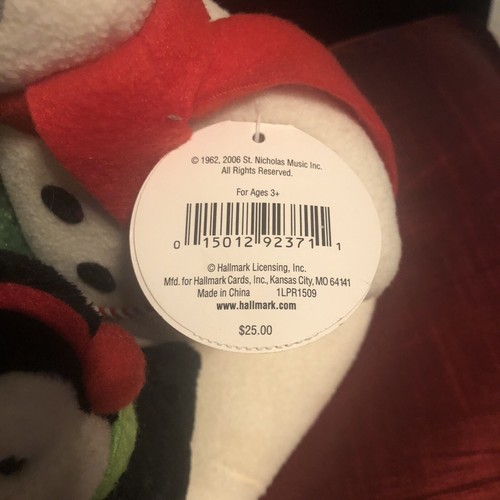 © 1962, 2006 St. Nicholas Music Inc.
All Rights Reserved.
For Ages 3+
0 15012 92371 1
© Hallmark Licensing, Inc.
Mfd. for Hallmark Cards, Inc., Kansas City, MO 64141
Made in China 1LPR1509
www.hallmark.com
$25.00